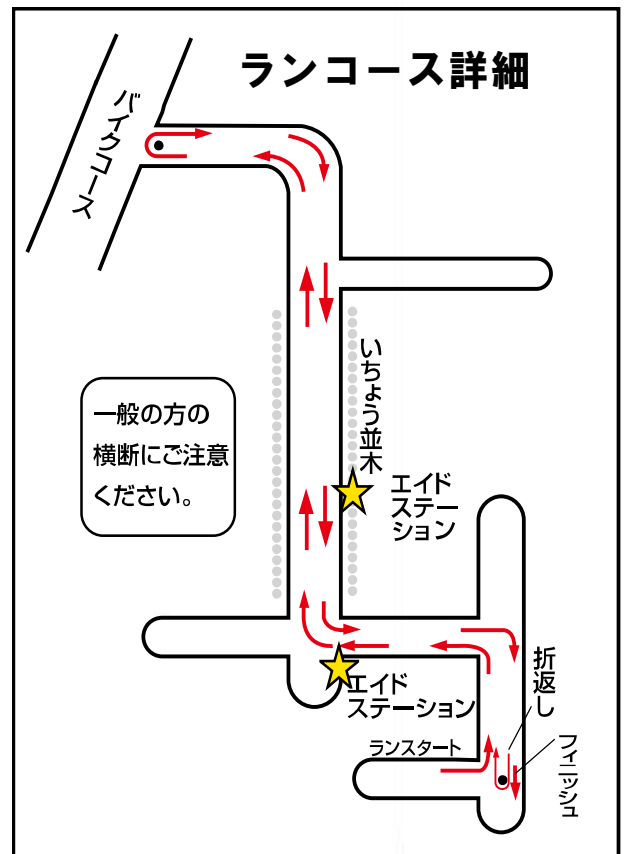 ランコース詳細
バイクコース
いちょう並木
一般の方の
横断にご注意
ください。
エイド
ステー
ション
エイド
ステーション
折返し
ランスタート
フィニッシュ